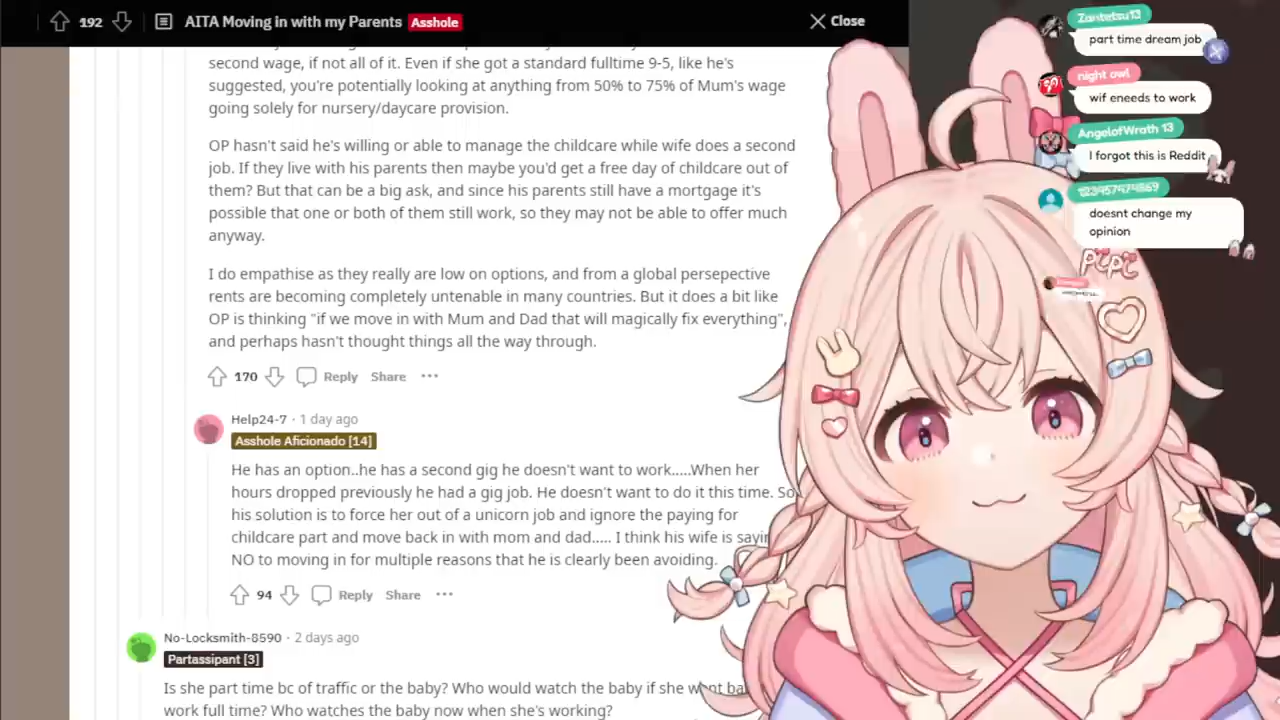 192
AITA Moving in with my Parents Asshole
Close
second wage, if not all of it. Even if she got a standard fulltime 9-5, like he's
suggested, you're potentially looking at anything from 50% to 75% of Mum's wage
going solely for nursery/daycare provision.
OP hasn't said he's willing or able to manage the childcare while wife does a second
job. If they live with his parents then maybe you'd get a free day of childcare out of
them? But that can be a big ask, and since his parents still have a mortgage it's
possible that one or both of them still work, so they may not be able to offer much
anyway.
I do empathise as they really are low on options, and from a global persepective
rents are becoming completely untenable in many countries. But it does a bit like
OP is thinking "if we move in with Mum and Dad that will magically fix everything",
and perhaps hasn't thought things all the way through.
170
Reply Share
Help24-7 · 1 day ago
Asshole Aficionado [14]
He has an option..he has a second gig he doesn't want to work.....When her
hours dropped previously he had a gig job. He doesn't want to do it this time. So
his solution is to force her out of a unicorn job and ignore the paying for
childcare part and move back in with mom and dad..... I think his wife is
NO to moving in for multiple reasons that he is clearly been avoiding.
94
Reply Share
No-Locksmith-8590 · 2 days ago
Partassipant [3]
Is she part time bc of traffic or the baby? Who would watch the baby if she
work full time? Who watches the baby now when she's working?
Zantetsu13
part time dream job
night owl
wif eneeds to work
AngelofWrath 13
I forgot this is Reddit
doesnt change my
opinion
pipi